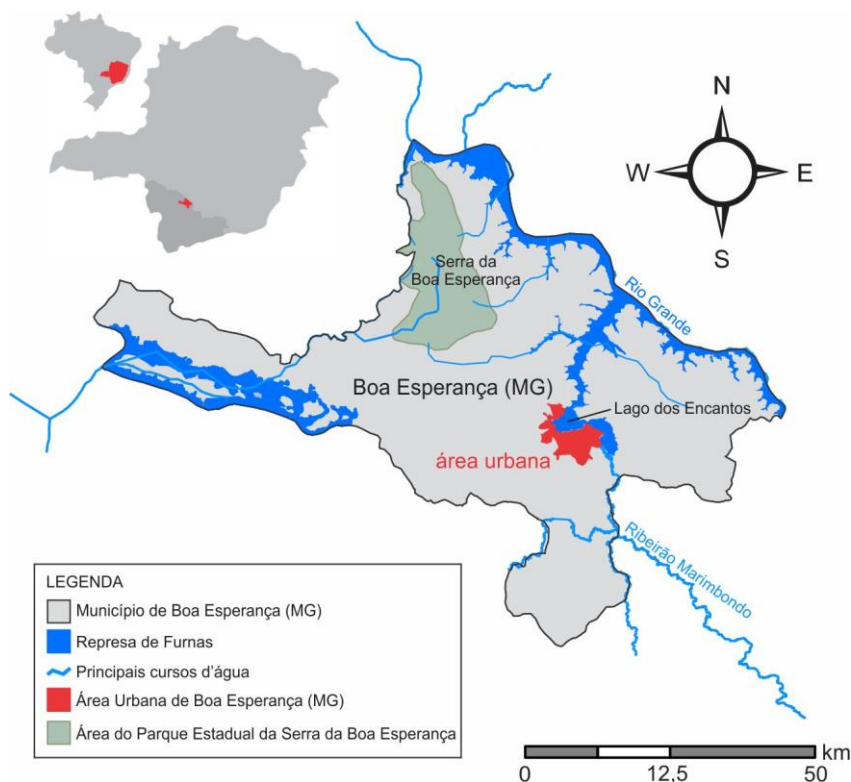 N
W
E
S
Serra da
Boa Esperança
Rio Grande
Boa Esperança (MG)
Lago dos Encantos
área urbana
Ribeirão Marimbondo
LEGENDA
Município de Boa Esperança (MG)
Represa de Furnas
Principais cursos d’água
Área Urbana de Boa Esperança (MG)
Área do Parque Estadual da Serra da Boa Esperança
km
0
12,5
50